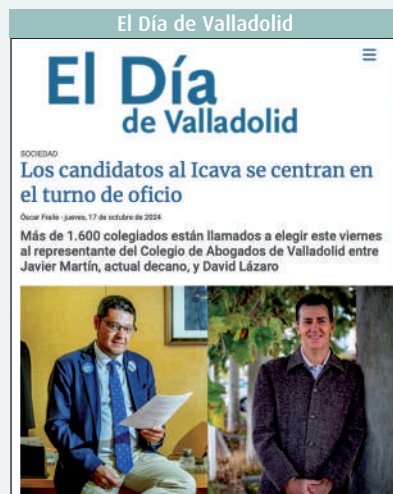 El Día de Valladolid
El Día
de Valladolid
SOCIEDAD
Los candidatos al Icava se centran en
el turno de oficio
Óscar Fraile - jueves, 17 de octubre de 2024
Más de 1.600 colegiados están llamados a elegir este viernes
al representante del Colegio de Abogados de Valladolid entre
Javier Martín, actual decano, y David Lázaro